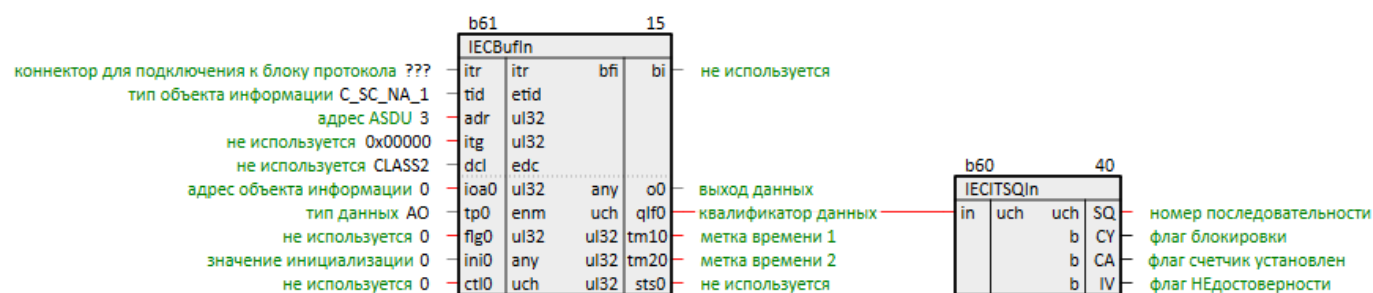 b61 15
IECBufIn
коннектор для подключения к блоку протокола ??? itr itr bfi bi не используется
тип объекта информации C_SC_NA_1 tid etid
адрес ASDU 3 adr ul32
не используется 0x00000 itg ul32
не используется CLASS2 dcl edc
b60 40
IECITSQIn
адрес объекта информации 0 ioa0 ul32 any o0 выход данных
тип данных AO tp0 enm uch qlf0 квалификатор данных in uch uch SQ номер последовательности
не используется 0 flg0 ul32 ul32 tm10 метка времени 1 b CY флаг блокировки
значение инициализации 0 ini0 any ul32 tm20 метка времени 2 b CA флаг счетчик установлен
не используется 0 ctl0 uch ul32 sts0 не используется b IV флаг НЕдостоверности